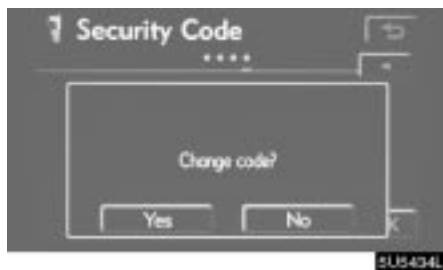 Security Code
****
Change code?
Yes No
K
5U5434L